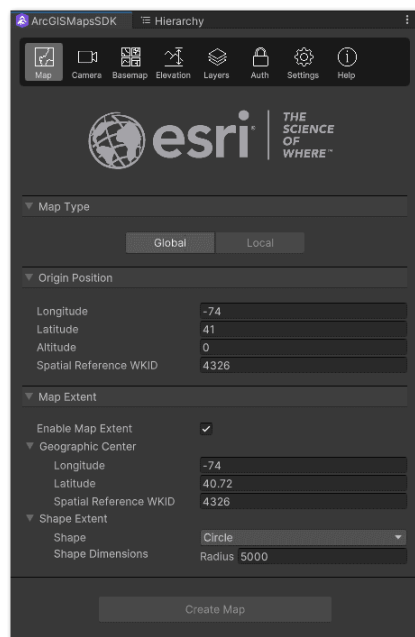 ArcGISMapsSDK Hierarchy
Map Camera Basemap Elevation Layers Auth Settings Help
esri THE
SCIENCE
OF
WHERE™
Map Type
Global Local
Origin Position
Longitude -74
Latitude 41
Altitude 0
Spatial Reference WKID 4326
Map Extent
Enable Map Extent
Geographic Center
Longitude -74
Latitude 40.72
Spatial Reference WKID 4326
Shape Extent
Shape Circle
Shape Dimensions Radius 5000
Create Map